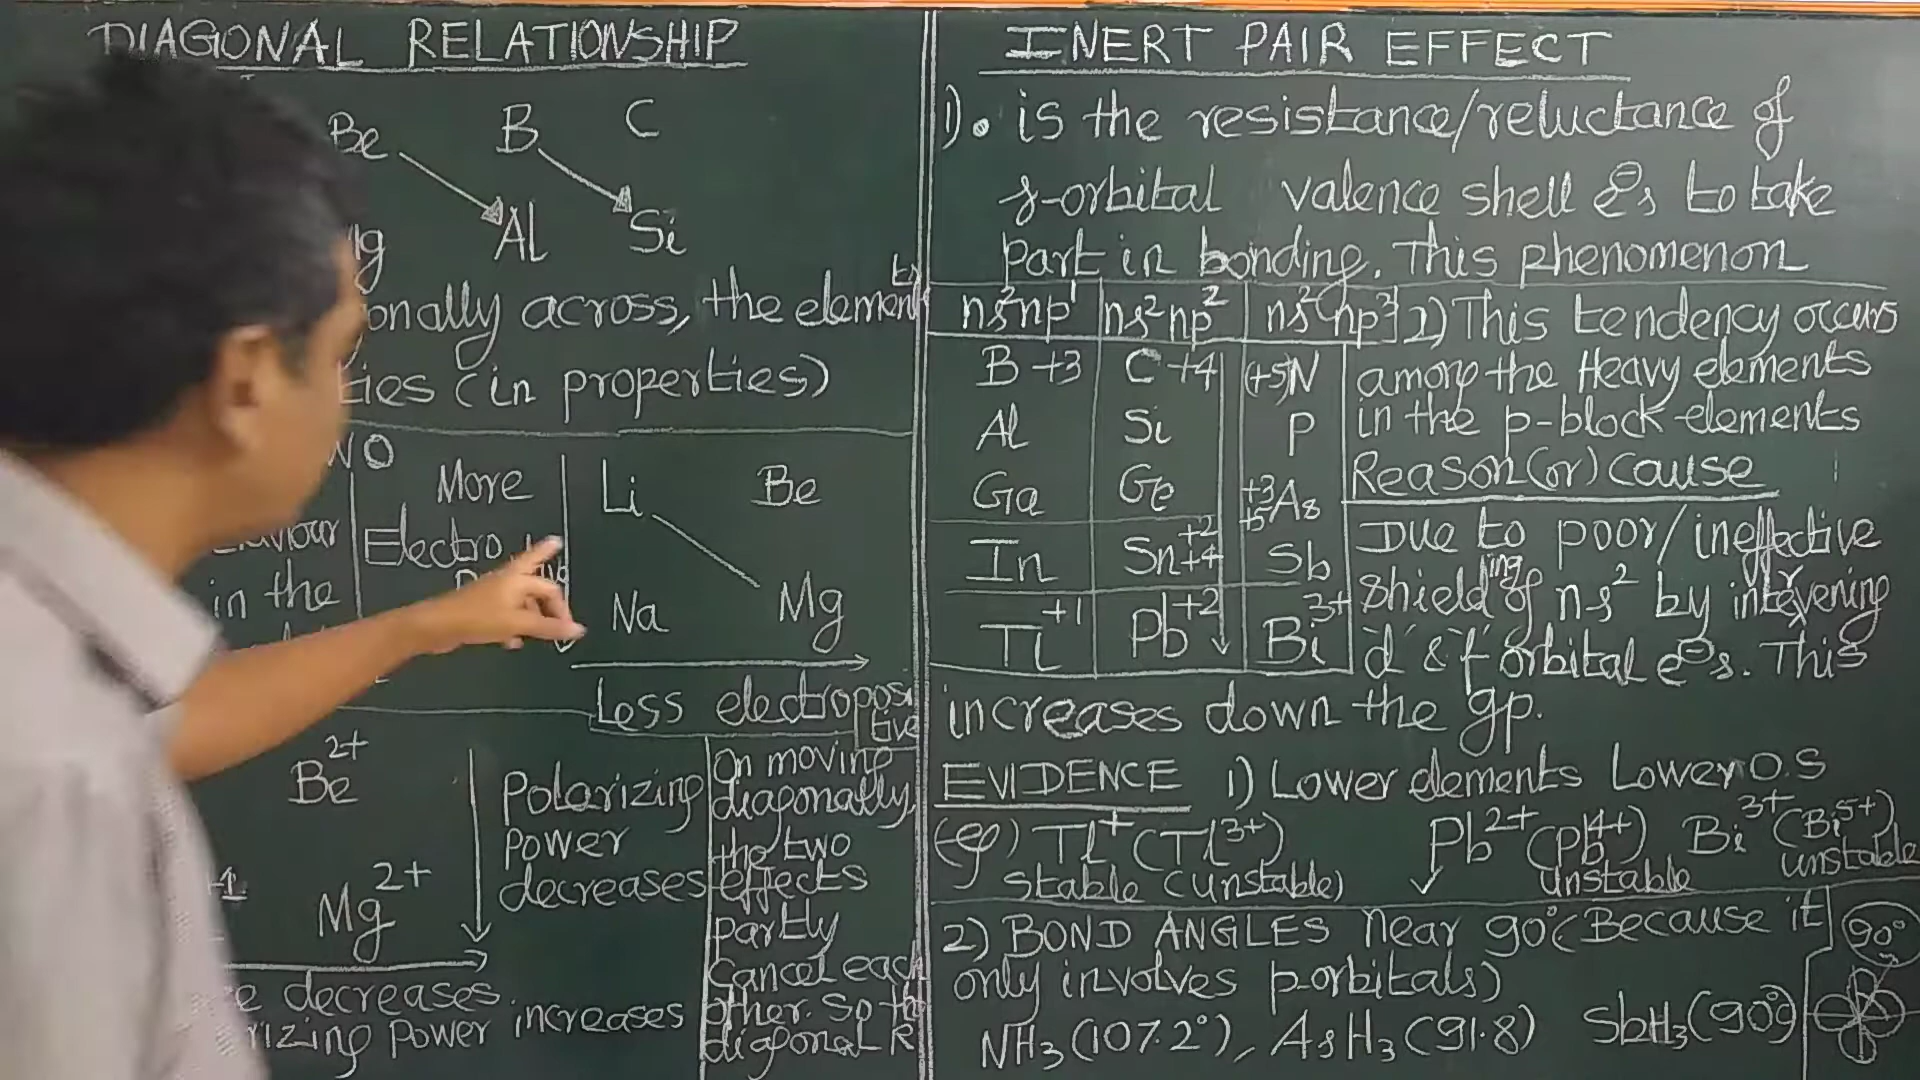 DIAGONAL RELATIONSHIP
Be B C
Al Si
onally across, the elements
ties (in properties)
NO
More
Electro
in the
Li Be
Na Mg
Less electropositive
Be2+
Mg2+
Polarizing
power
decreases
decreases
rizing power increases
On moving
diagonally,
the two
effects
partly
cancel each
other. So the
diagonal R
INERT PAIR EFFECT
1). • is the resistance/reluctance of
s-orbital valence shell e⊖s to take
part in bonding. This phenomenon
ns²np¹ ns²np² ns²np³
B +3 C +4 (+5)N
Al Si P
Ga Ge +3 +5 As
In Sn +2 +4 Sb
Tl +1 Pb +2 Bi 3+
2) This tendency occurs
among the Heavy elements
in the p-block elements
Reason (or) cause
Due to poor/ineffective
shielding of ns² by intervening
'd' & 'f' orbital e⊖s. This
increases down the gp.
EVIDENCE 1) Lower elements Lower O.S
(eg) Tl+ (Tl3+) Pb2+ (Pb4+) Bi3+ (Bi5+)
stable (unstable) unstable unstable
2) BOND ANGLES near 90° (Because it
only involves p orbitals)
90°
NH₃ (107.2°), AsH₃ (91.8) SbH₃ (90°)